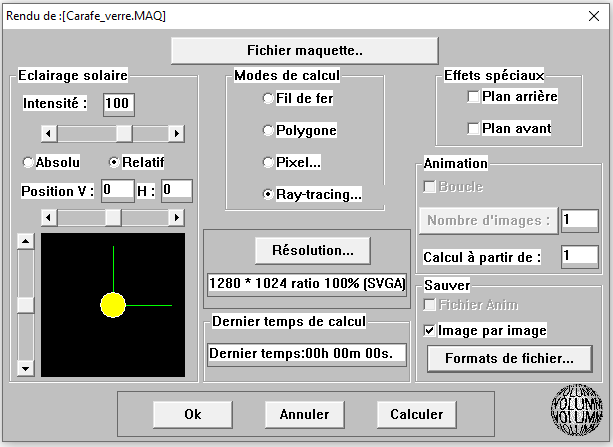 Rendu de :[Carafe_verre.MAQ]
Fichier maquette..
Eclairage solaire
Intensité : 100
Absolu Relatif
Position V : 0 H : 0
Modes de calcul
Fil de fer
Polygone
Pixel...
Ray-tracing...
Résolution...
1280 * 1024 ratio 100% (SVGA)
Dernier temps de calcul
Dernier temps:00h 00m 00s.
Effets spéciaux
Plan arrière
Plan avant
Animation
Boucle
Nombre d'images : 1
Calcul à partir de : 1
Sauver
Fichier Anim
Image par image
Formats de fichier...
Ok Annuler Calculer
VOLUMN
VOLUMN